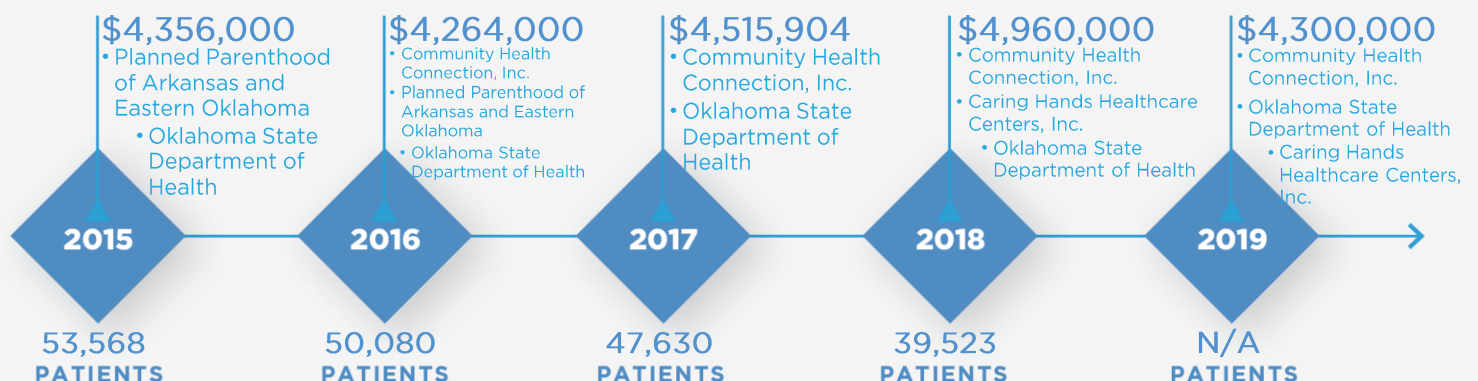 $4,356,000
• Planned Parenthood
of Arkansas and
Eastern Oklahoma
• Oklahoma State
Department of
Health
2015
53,568
PATIENTS
$4,264,000
• Community Health
Connection, Inc.
• Planned Parenthood of
Arkansas and Eastern
Oklahoma
• Oklahoma State
Department of Health
2016
50,080
PATIENTS
$4,515,904
• Community Health
Connection, Inc.
• Oklahoma State
Department of
Health
2017
47,630
PATIENTS
$4,960,000
• Community Health
Connection, Inc.
• Caring Hands Healthcare
Centers, Inc.
• Oklahoma State
Department of Health
2018
39,523
PATIENTS
$4,300,000
• Community Health
Connection, Inc.
• Oklahoma State
Department of Health
• Caring Hands
Healthcare Centers,
Inc.
2019
N/A
PATIENTS